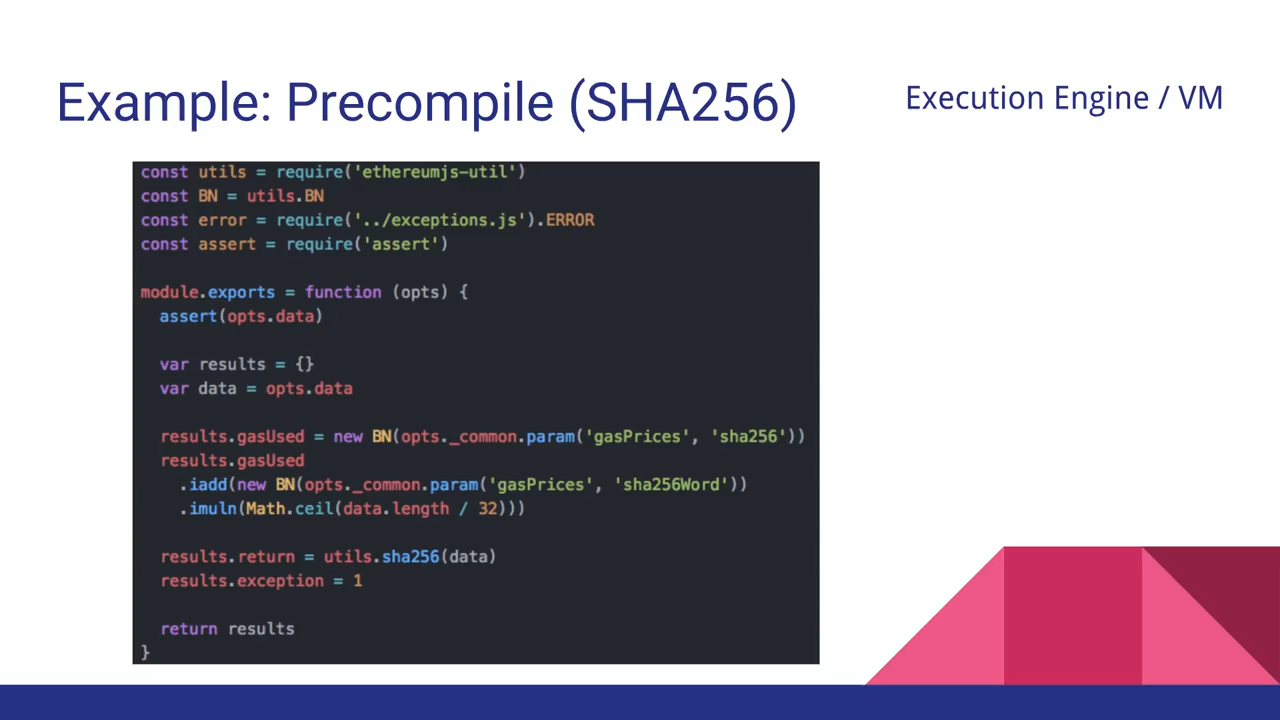 Example: Precompile (SHA256)
Execution Engine / VM
const utils = require('ethereumjs-util')
const BN = utils.BN
const error = require('../exceptions.js').ERROR
const assert = require('assert')
module.exports = function (opts) {
assert(opts.data)
var results = {}
var data = opts.data
results.gasUsed = new BN(opts._common.param('gasPrices', 'sha256'))
results.gasUsed
.iadd(new BN(opts._common.param('gasPrices', 'sha256Word'))
.imuln(Math.ceil(data.length / 32)))
results.return = utils.sha256(data)
results.exception = 1
return results
}